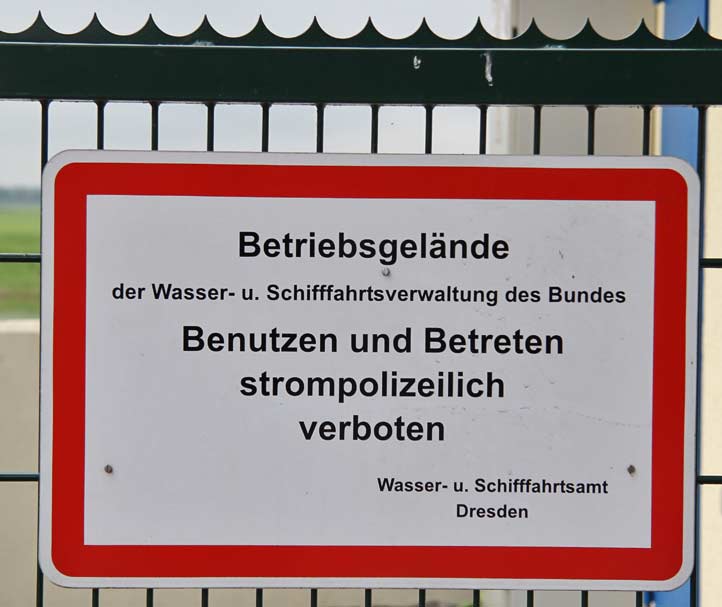 Betriebsgelände
der Wasser- u. Schifffahrtsverwaltung des Bundes
Benutzen und Betreten
strompolizeilich
verboten
Wasser- u. Schifffahrtsamt
Dresden